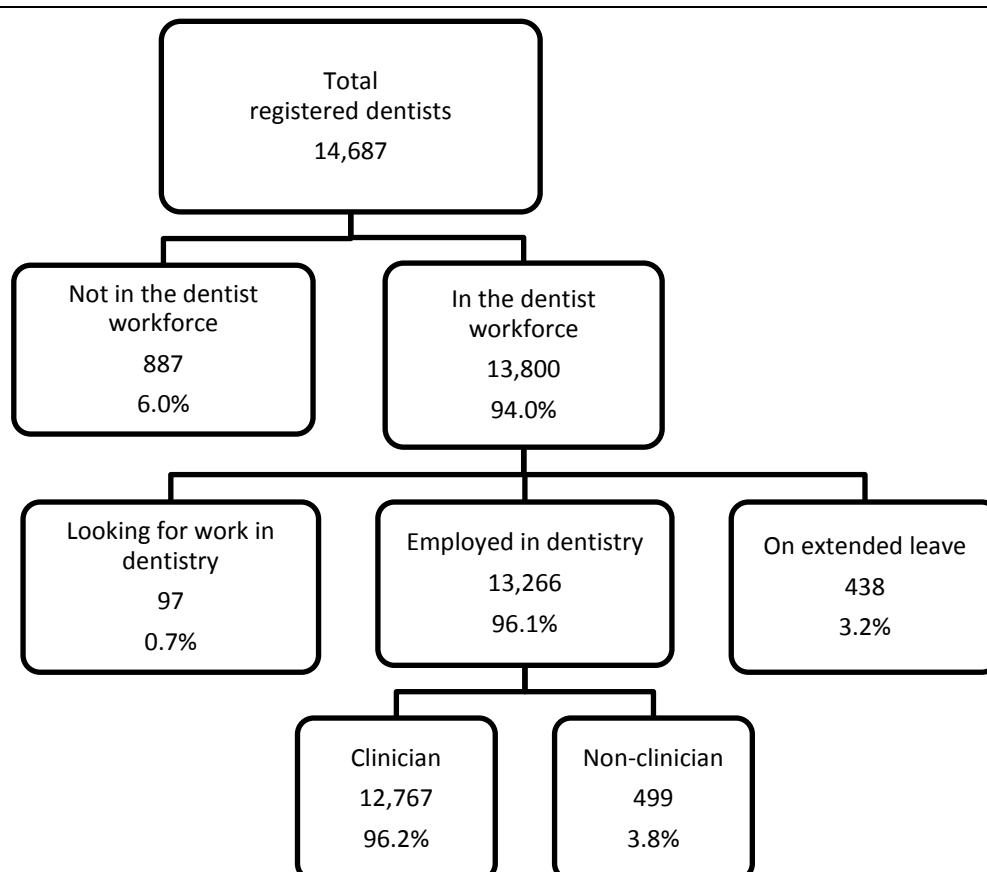 Total
registered dentists
14,687
Not in the dentist
workforce
887
6.0%
In the dentist
workforce
13,800
94.0%
Looking for work in
dentistry
97
0.7%
Employed in dentistry
13,266
96.1%
On extended leave
438
3.2%
Clinician
12,767
96.2%
Non-clinician
499
3.8%